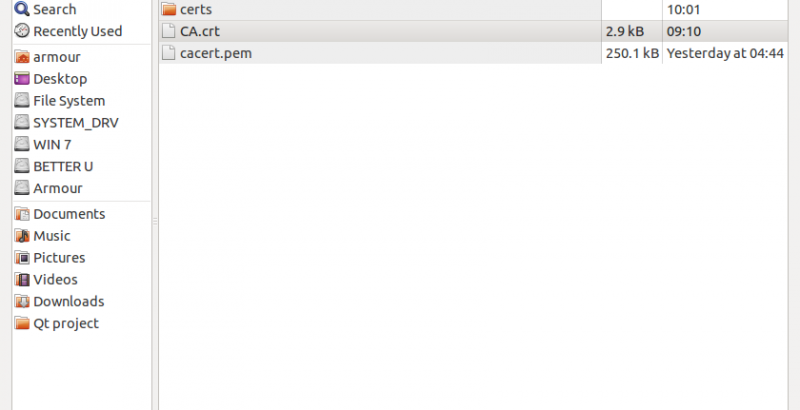 Search
Recently Used
armour
Desktop
File System
SYSTEM_DRV
WIN 7
BETTER U
Armour
Documents
Music
Pictures
Videos
Downloads
Qt project
certs 10:01
CA.crt 2.9 kB 09:10
cacert.pem 250.1 kB Yesterday at 04:44